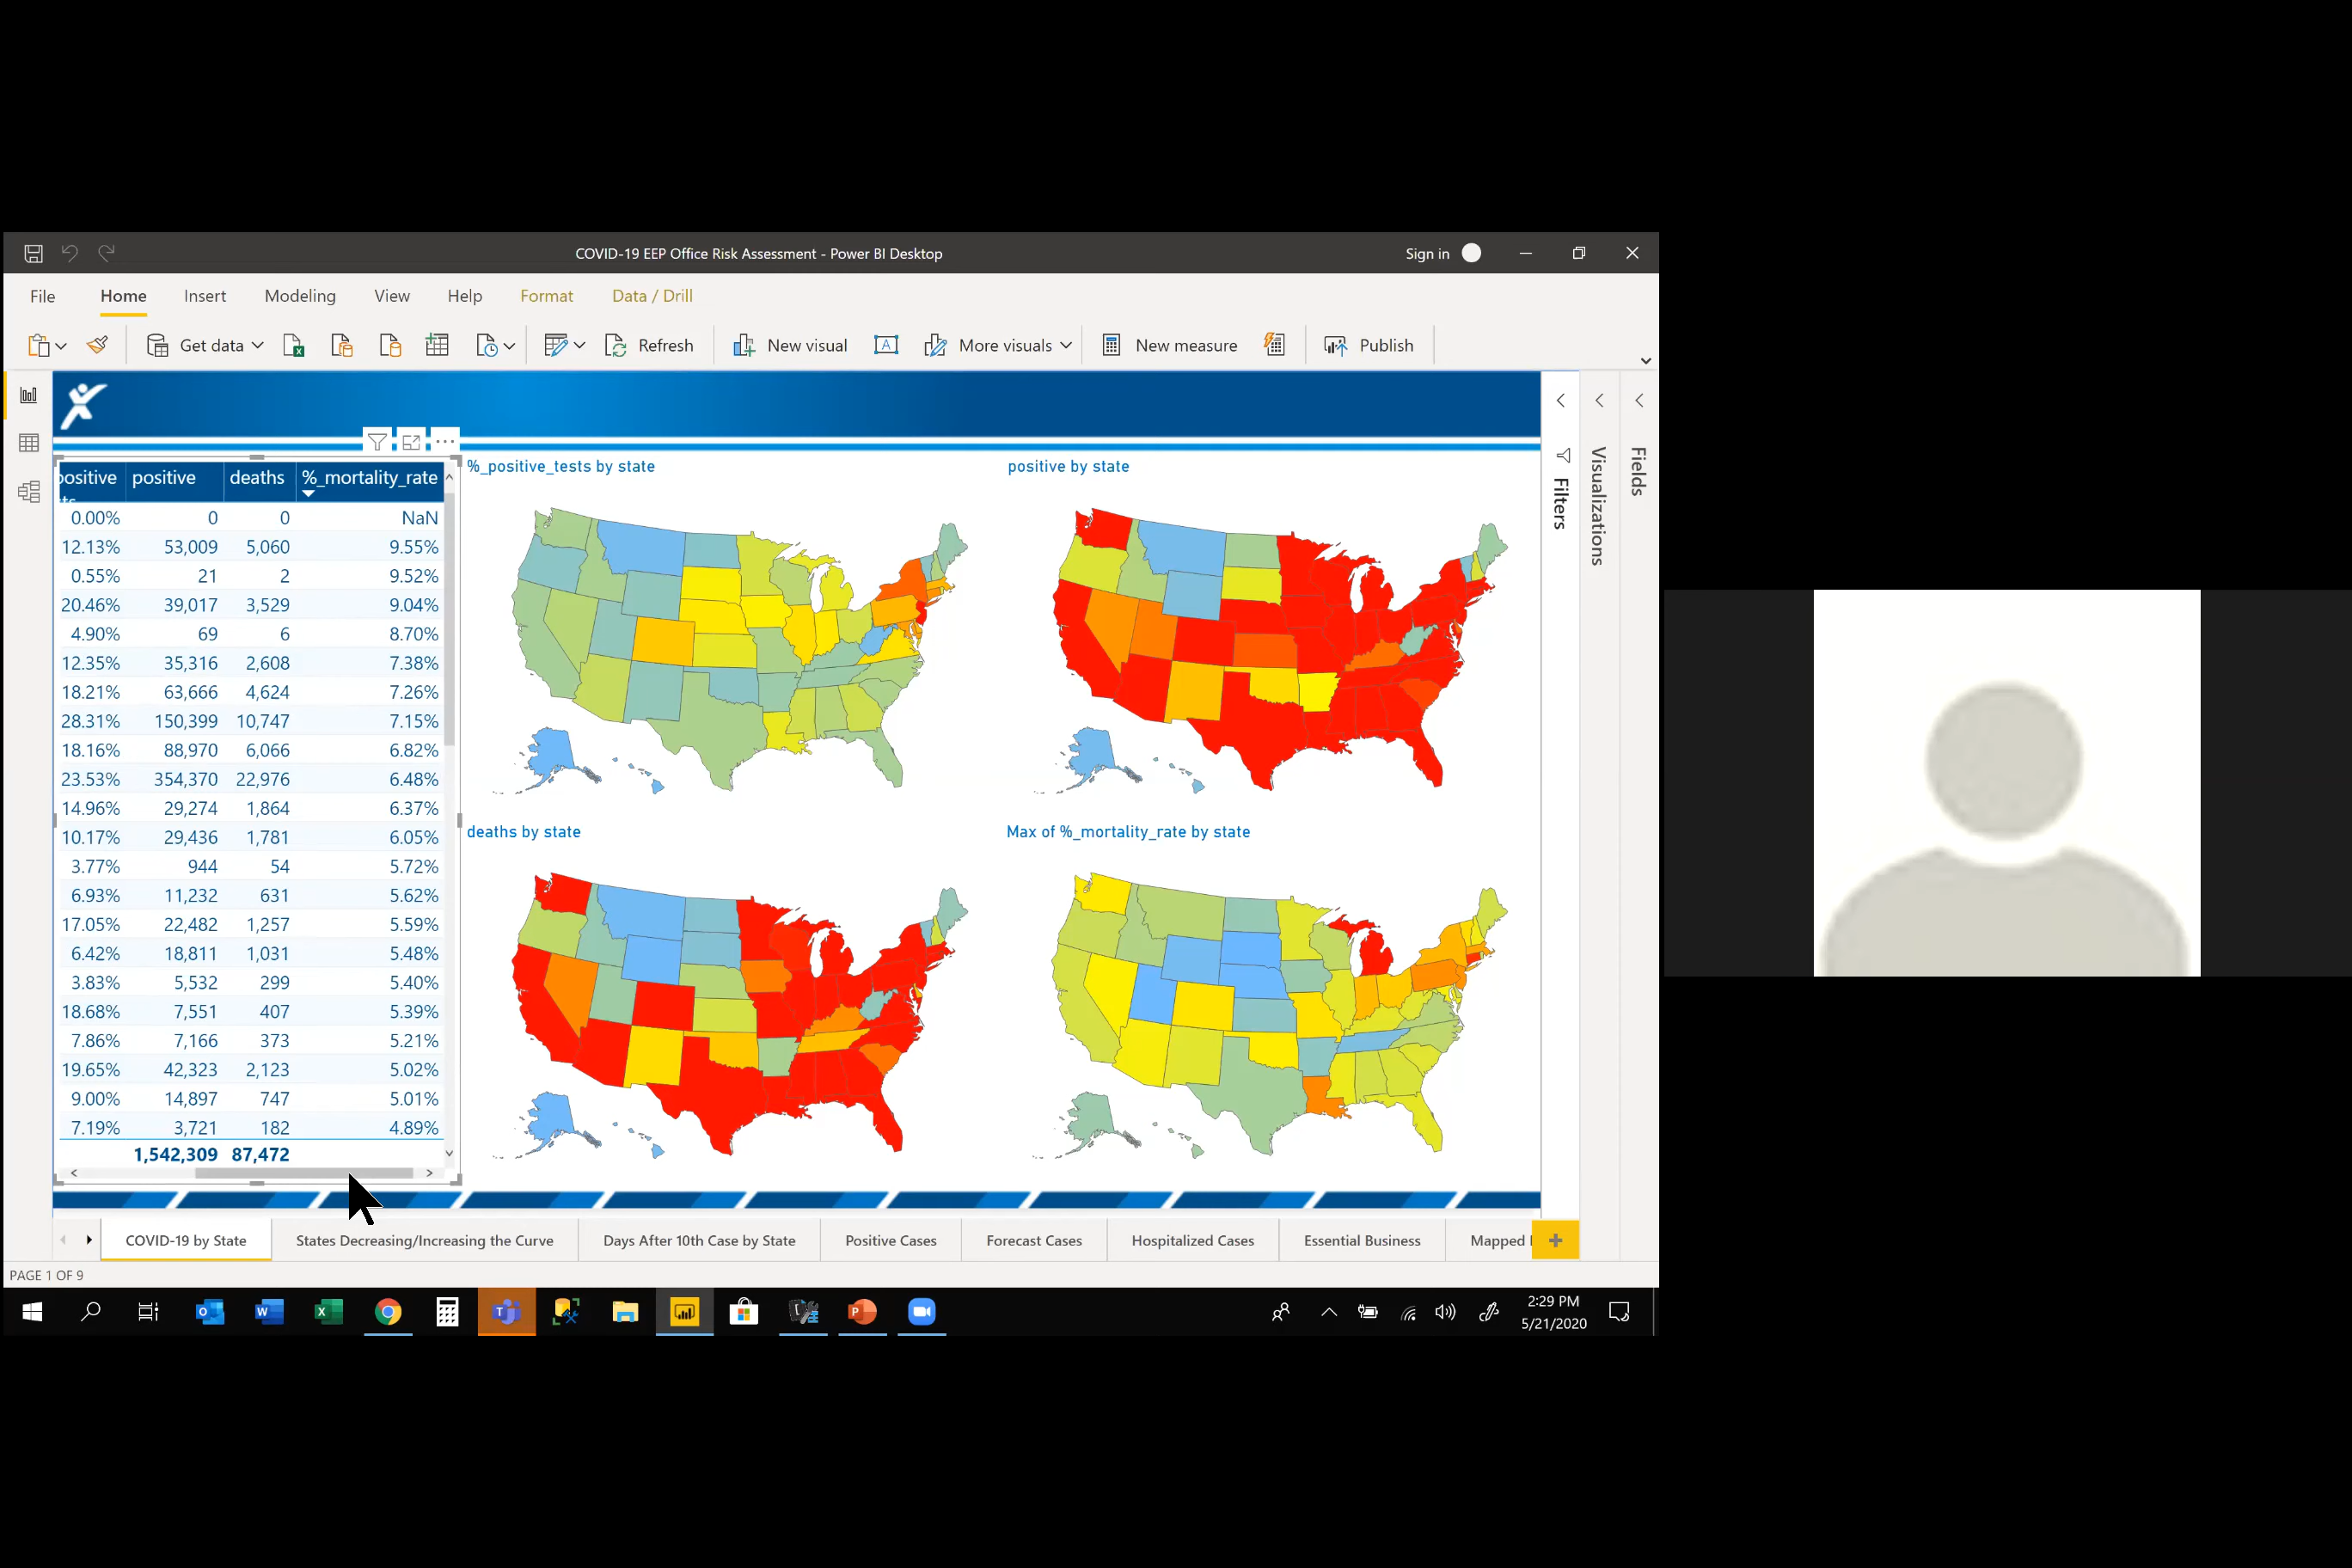 COVID-19 EEP Office Risk Assessment - Power BI Desktop
Sign in
File Home Insert Modeling View Help Format Data / Drill
Get data Refresh New visual A More visuals New measure Publish
positive positive deaths %_mortality_rate
0.00% 0 0 NaN
12.13% 53,009 5,060 9.55%
0.55% 21 2 9.52%
20.46% 39,017 3,529 9.04%
4.90% 69 6 8.70%
12.35% 35,316 2,608 7.38%
18.21% 63,666 4,624 7.26%
28.31% 150,399 10,747 7.15%
18.16% 88,970 6,066 6.82%
23.53% 354,370 22,976 6.48%
14.96% 29,274 1,864 6.37%
10.17% 29,436 1,781 6.05%
3.77% 944 54 5.72%
6.93% 11,232 631 5.62%
17.05% 22,482 1,257 5.59%
6.42% 18,811 1,031 5.48%
3.83% 5,532 299 5.40%
18.68% 7,551 407 5.39%
7.86% 7,166 373 5.21%
19.65% 42,323 2,123 5.02%
9.00% 14,897 747 5.01%
7.19% 3,721 182 4.89%
1,542,309 87,472
%_positive_tests by state
positive by state
deaths by state
Max of %_mortality_rate by state
Filters
Visualizations
Fields
COVID-19 by State States Decreasing/Increasing the Curve Days After 10th Case by State Positive Cases Forecast Cases Hospitalized Cases Essential Business Mapped
PAGE 1 OF 9
2:29 PM
5/21/2020